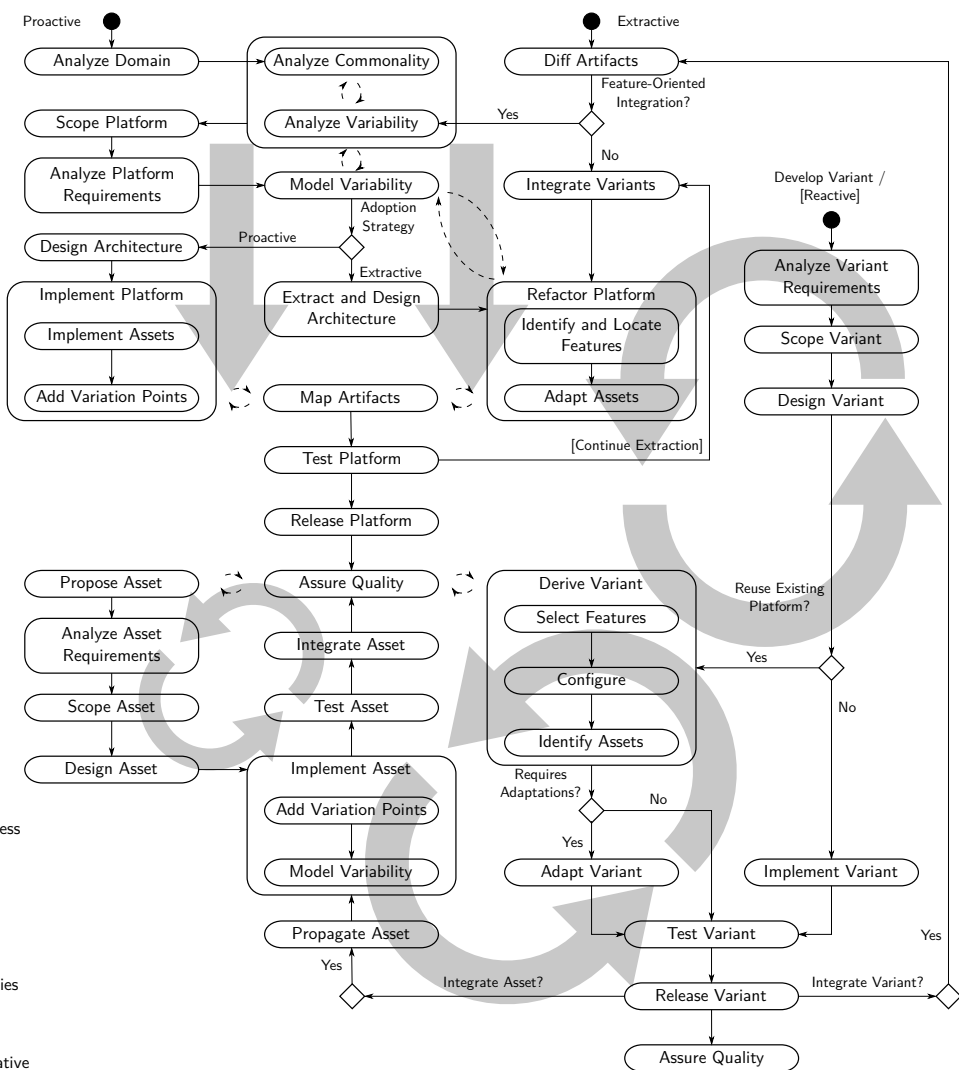 Proactive
Extractive
Analyze Domain
Analyze Commonality
Diff Artifacts
Feature-Oriented
Integration?
Scope Platform
Analyze Variability
Yes
No
Analyze Platform
Requirements
Model Variability
Integrate Variants
Develop Variant /
[Reactive]
Adoption
Strategy
Design Architecture
Proactive
Extractive
Analyze Variant
Requirements
Implement Platform
Extract and Design
Architecture
Refactor Platform
Identify and Locate
Features
Implement Assets
Scope Variant
Add Variation Points
Map Artifacts
Adapt Assets
Design Variant
[Continue Extraction]
Test Platform
Release Platform
Propose Asset
Assure Quality
Derive Variant
Reuse Existing
Platform?
Select Features
Analyze Asset
Requirements
Integrate Asset
Yes
Configure
Scope Asset
Test Asset
No
Identify Assets
Design Asset
Implement Asset
Requires
Adaptations?
No
Add Variation Points
ess
Yes
Model Variability
Adapt Variant
Implement Variant
Propagate Asset
Test Variant
Yes
Yes
ies
Integrate Asset?
Release Variant
Integrate Variant?
Assure Quality
ative